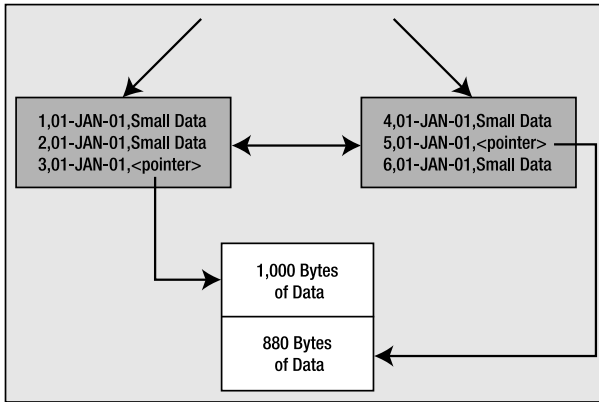 1,01-JAN-01,Small Data
2,01-JAN-01,Small Data
3,01-JAN-01,<pointer>
4,01-JAN-01,Small Data
5,01-JAN-01,<pointer>
6,01-JAN-01,Small Data
1,000 Bytes
of Data
880 Bytes
of Data